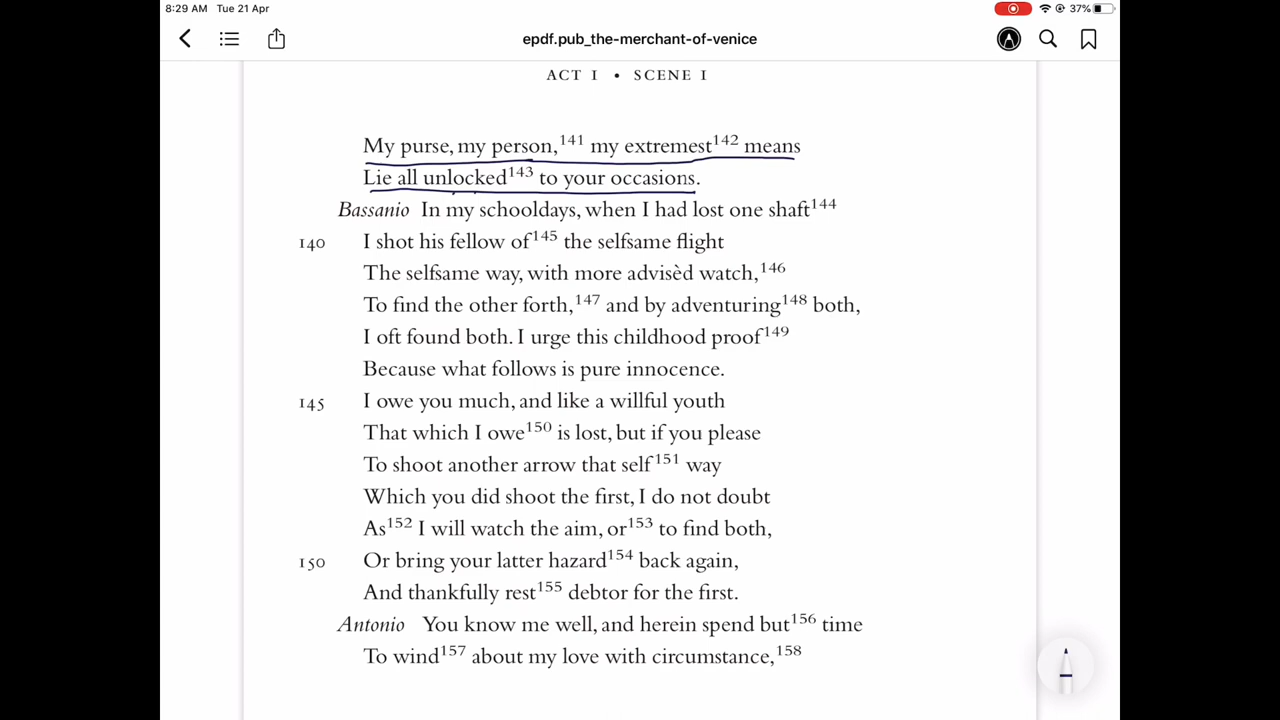 8:29 AM Tue 21 Apr 37%
epdf.pub_the-merchant-of-venice
ACT I • SCENE I
My purse, my person,141 my extremest142 means
Lie all unlocked143 to your occasions.
Bassanio In my schooldays, when I had lost one shaft144
140 I shot his fellow of145 the selfsame flight
The selfsame way, with more advisèd watch,146
To find the other forth,147 and by adventuring148 both,
I oft found both. I urge this childhood proof149
Because what follows is pure innocence.
145 I owe you much, and like a willful youth
That which I owe150 is lost, but if you please
To shoot another arrow that self151 way
Which you did shoot the first, I do not doubt
As152 I will watch the aim, or153 to find both,
150 Or bring your latter hazard154 back again,
And thankfully rest155 debtor for the first.
Antonio You know me well, and herein spend but156 time
To wind157 about my love with circumstance,158